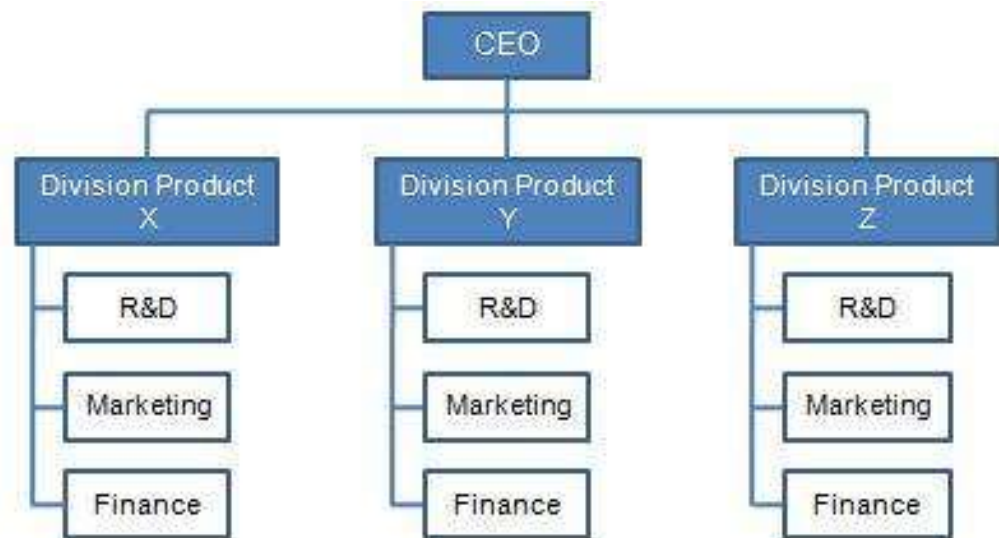 CEO
Division Product
X
R&D
Marketing
Finance
Division Product
Y
R&D
Marketing
Finance
Division Product
Z
R&D
Marketing
Finance